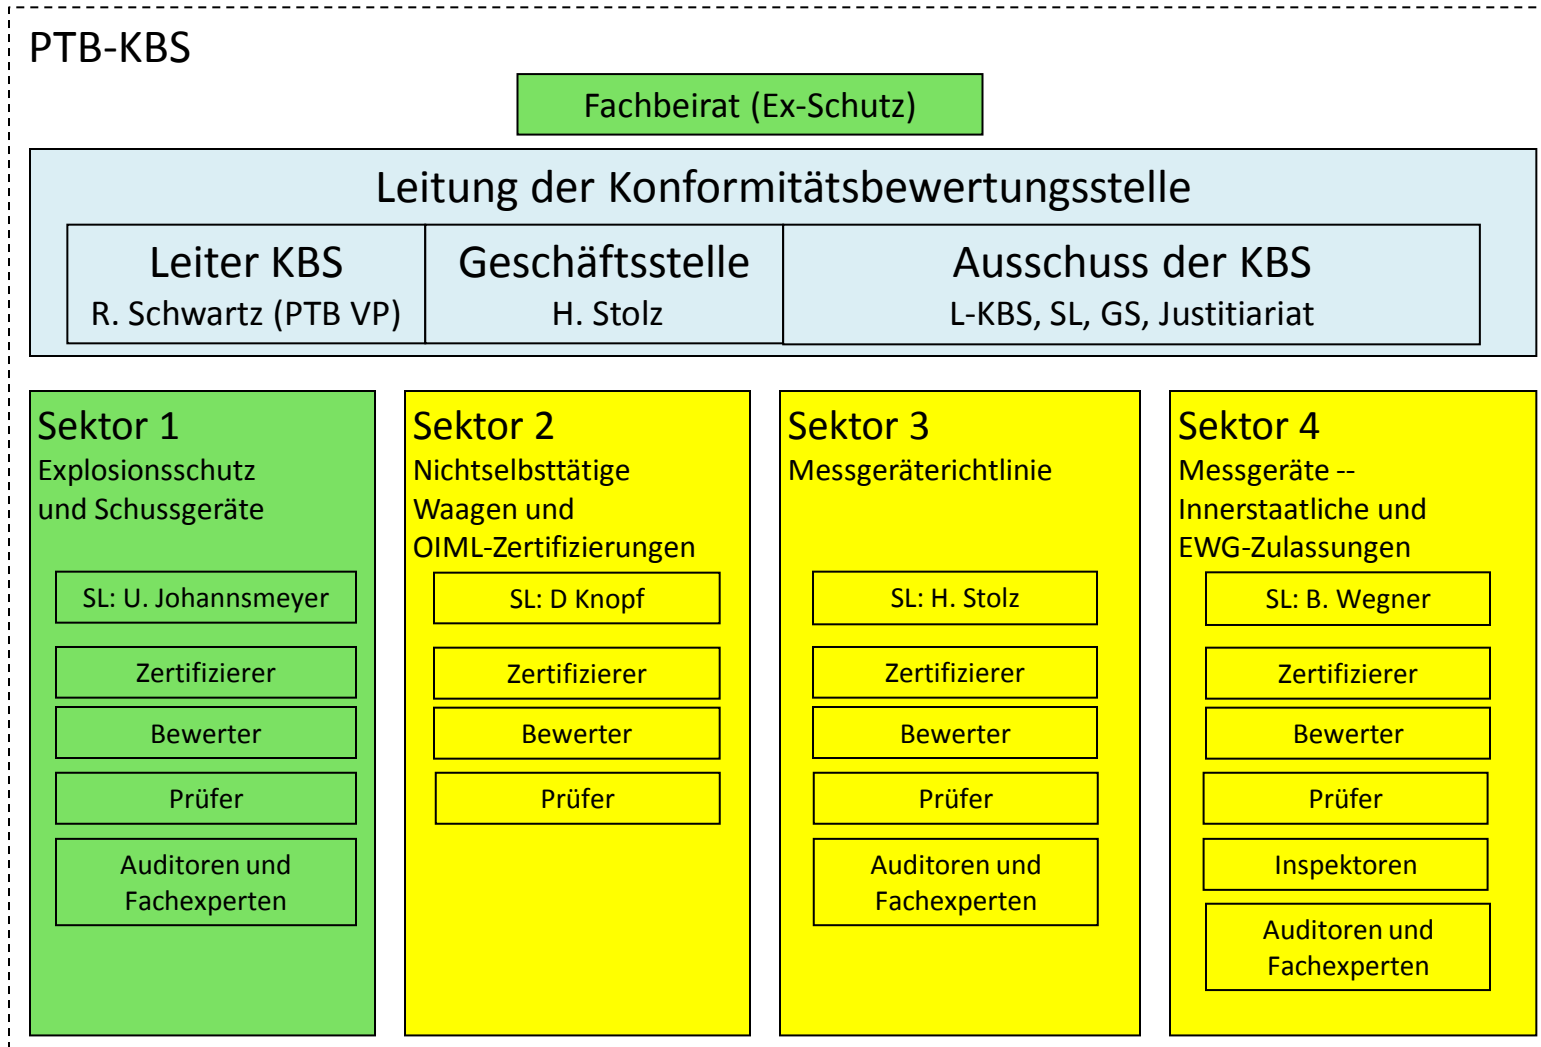 PTB-KBS
Fachbeirat (Ex-Schutz)
Leitung der Konformitätsbewertungsstelle
Leiter KBS
R. Schwartz (PTB VP)
Geschäftsstelle
H. Stolz
Ausschuss der KBS
L-KBS, SL, GS, Justitiariat
Sektor 1
Explosionsschutz
und Schussgeräte
SL: U. Johannsmeyer
Zertifizierer
Bewerter
Prüfer
Auditoren und
Fachexperten
Sektor 2
Nichtselbsttätige
Waagen und
OIML-Zertifizierungen
SL: D Knopf
Zertifizierer
Bewerter
Prüfer
Sektor 3
Messgeräterichtlinie
SL: H. Stolz
Zertifizierer
Bewerter
Prüfer
Auditoren und
Fachexperten
Sektor 4
Messgeräte --
Innerstaatliche und
EWG-Zulassungen
SL: B. Wegner
Zertifizierer
Bewerter
Prüfer
Inspektoren
Auditoren und
Fachexperten